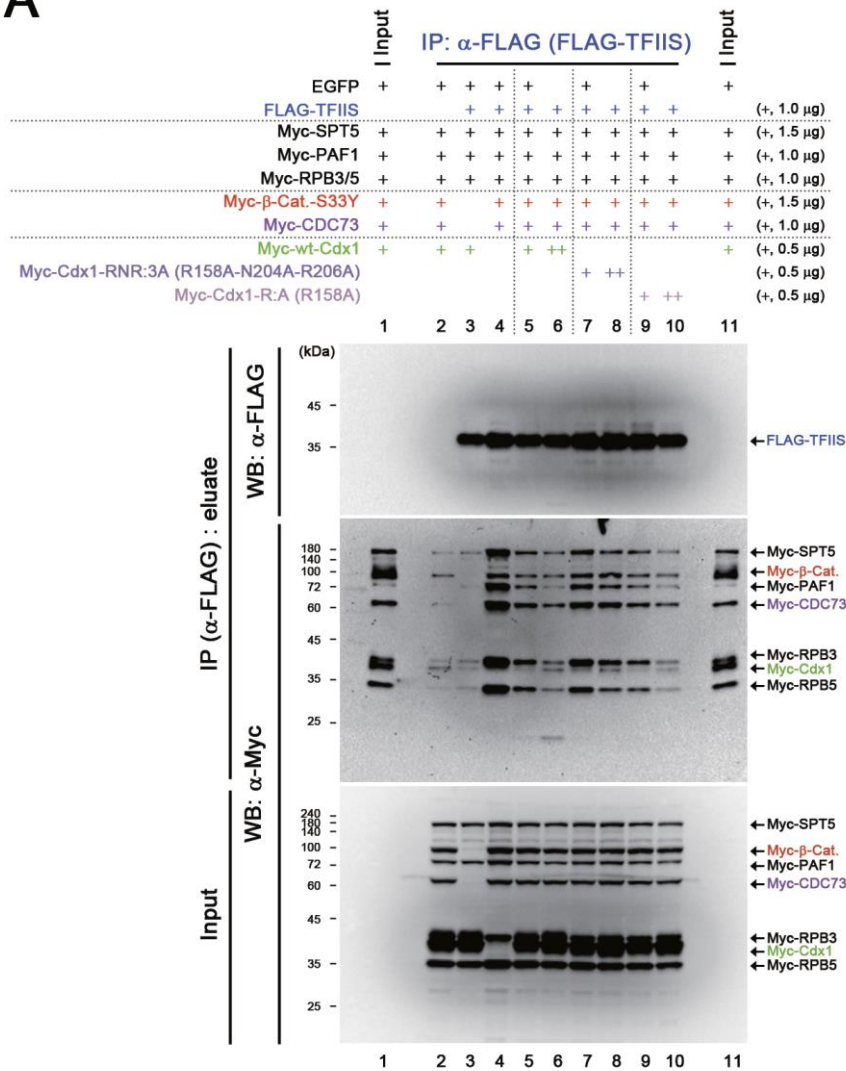 A
Input
IP: α-FLAG (FLAG-TFIIS)
Input
EGFP + + + + + + + +
FLAG-TFIIS + + + + + + + + (+, 1.0 μg)
Myc-SPT5 + + + + + + + + + + + (+, 1.5 μg)
Myc-PAF1 + + + + + + + + + + + (+, 1.0 μg)
Myc-RPB3/5 + + + + + + + + + + + (+, 1.0 μg)
Myc-β-Cat.-S33Y + + + + + + + + + + (+, 1.5 μg)
Myc-CDC73 + + + + + + + + + + (+, 1.0 μg)
Myc-wt-Cdx1 + + + + ++ + (+, 0.5 μg)
Myc-Cdx1-RNR:3A (R158A-N204A-R206A) + ++ (+, 0.5 μg)
Myc-Cdx1-R:A (R158A) + ++ (+, 0.5 μg)
1 2 3 4 5 6 7 8 9 10 11
(kDa)
IP (α-FLAG) : eluate
WB: α-FLAG
45
35
FLAG-TFIIS
WB: α-Myc
180
140
100
72
60
45
35
25
Myc-SPT5
Myc-β-Cat.
Myc-PAF1
Myc-CDC73
Myc-RPB3
Myc-Cdx1
Myc-RPB5
Input
240
180
140
100
72
60
45
35
25
Myc-SPT5
Myc-β-Cat.
Myc-PAF1
Myc-CDC73
Myc-RPB3
Myc-Cdx1
Myc-RPB5
1 2 3 4 5 6 7 8 9 10 11